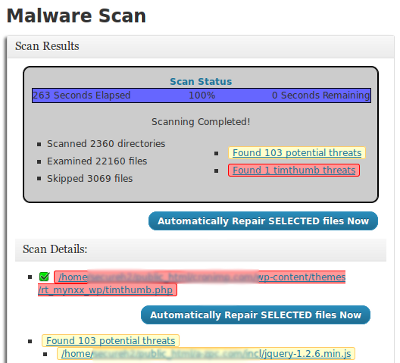 Malware Scan
Scan Results
Scan Status
263 Seconds Elapsed 100% 0 Seconds Remaining
Scanning Completed!
Scanned 2360 directories
Examined 22160 files
Skipped 3069 files
Found 103 potential threats
Found 1 timthumb threats
Automatically Repair SELECTED files Now
Scan Details:
/home wp-content/themes
/rt_mynxx_wp/timthumb.php
Automatically Repair SELECTED files Now
Found 103 potential threats
/home/ incl/jquery-1.2.6.min.js